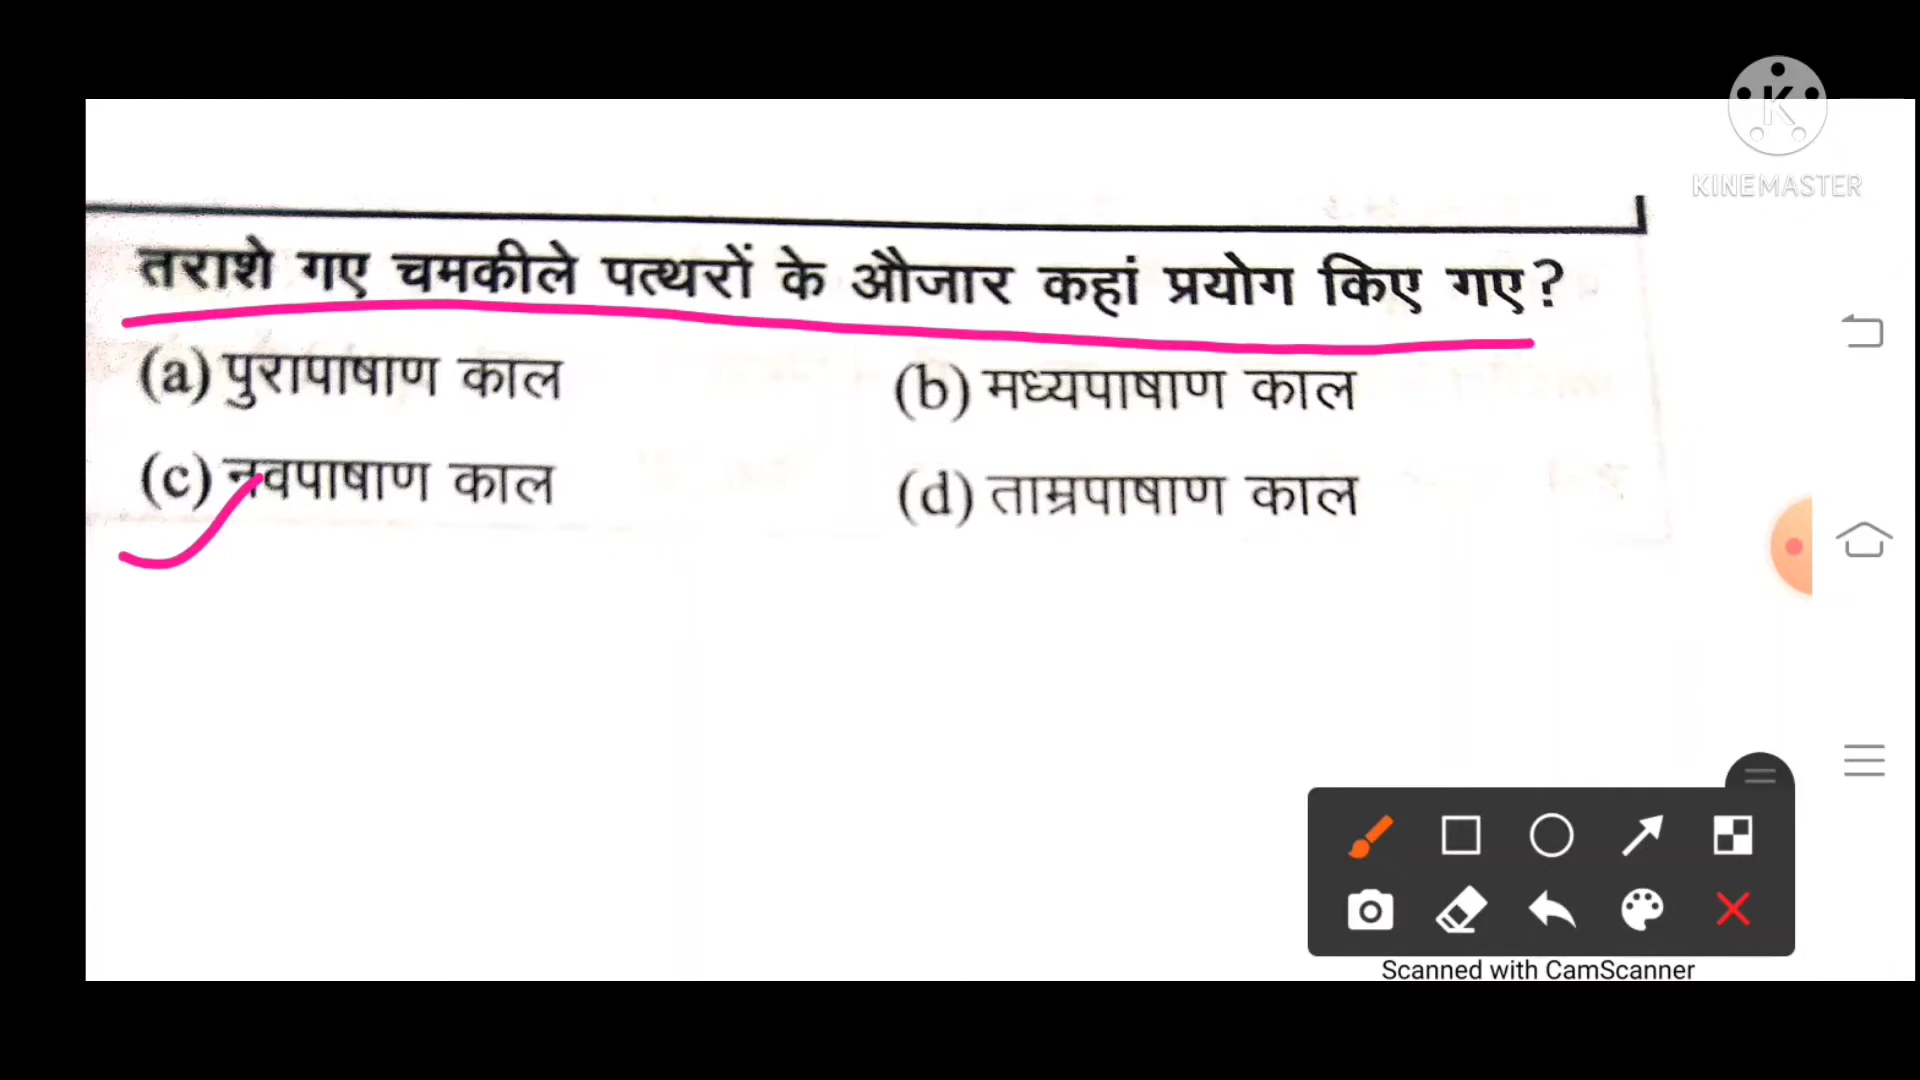 KINEMASTER
तराशे गए चमकीले पत्थरों के औजार कहां प्रयोग किए गए?
(a) पुरापाषाण काल (b) मध्यपाषाण काल
(c) नवपाषाण काल (d) ताम्रपाषाण काल
Scanned with CamScanner